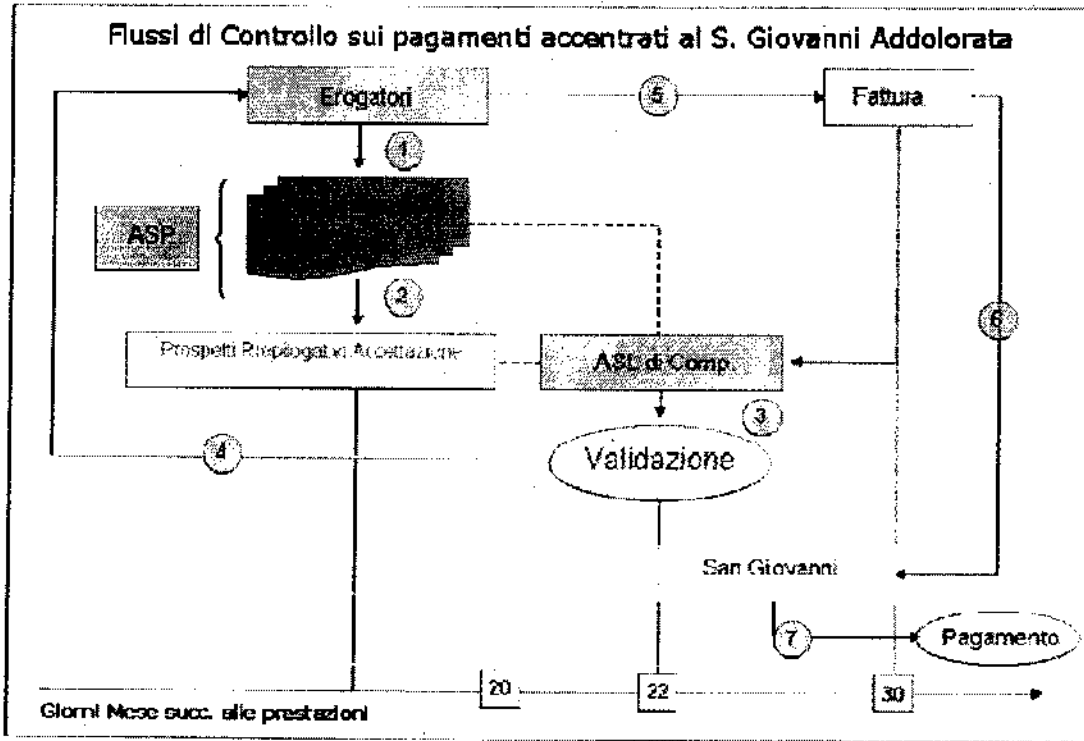 Flussi di Controllo sui pagamenti accentrati al S. Giovanni Addolorata
Erogatori
5
Fattura
1
ASP
2
6
Prospetti Riepilogativi Accettazione
ASL di Comp.
3
4
Validazione
San Giovanni
7
Pagamento
20
22
30
Giorni Mese succ. alle prestazioni